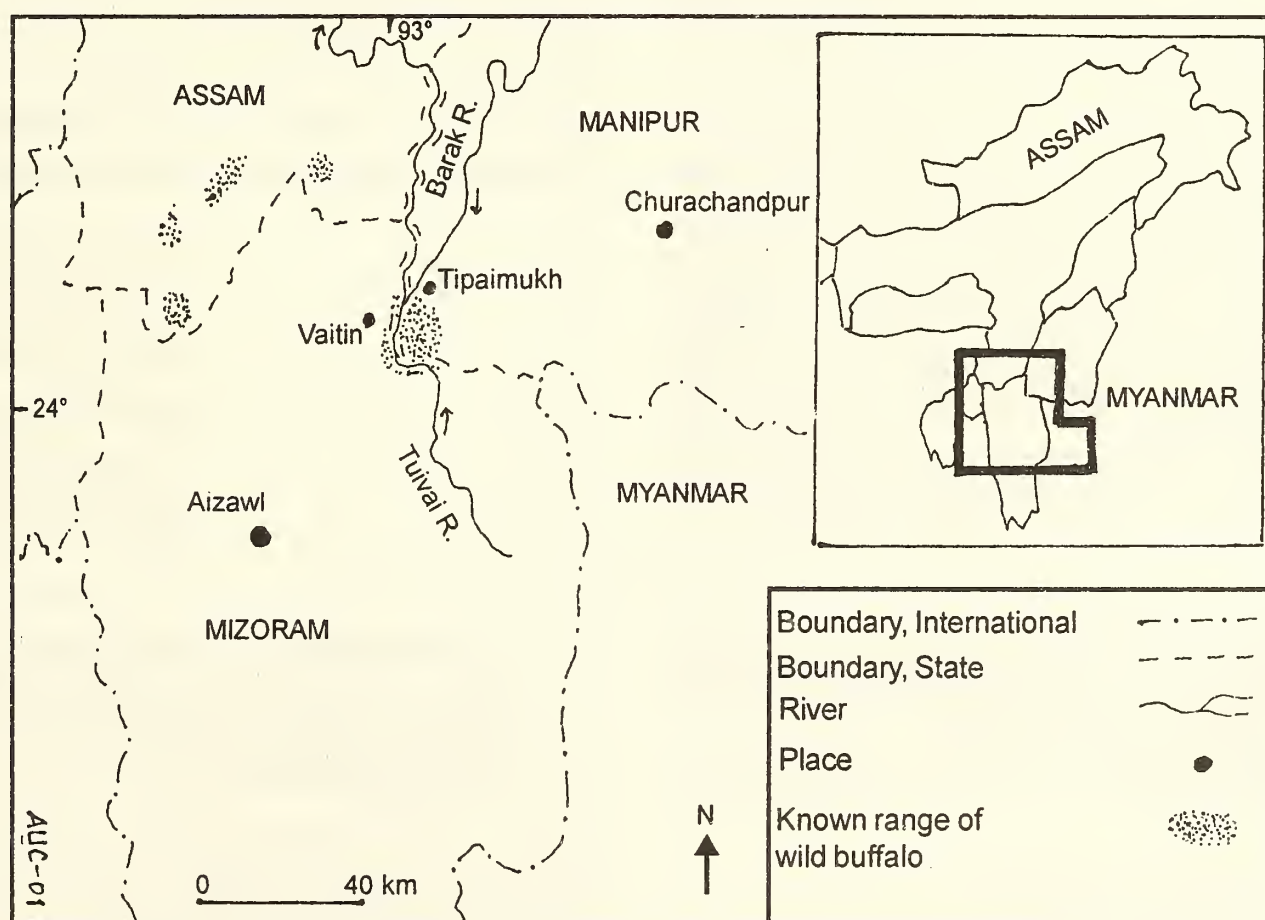 93°
ASSAM
MANIPUR
Barak R.
Churachandpur
Tipaimukh
Vaitin
24°
Tuivai R.
MYANMAR
Aizawl
MIZORAM
0 40 km
N
AUC-01
ASSAM
MYANMAR
Boundary, International
Boundary, State
River
Place
Known range of
wild buffalo